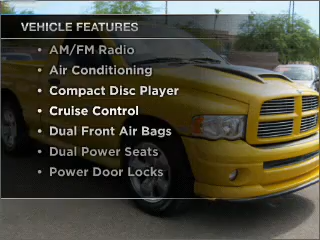 VEHICLE FEATURES
• AM/FM Radio
• Air Conditioning
• Compact Disc Player
• Cruise Control
• Dual Front Air Bags
• Dual Power Seats
• Power Door Locks